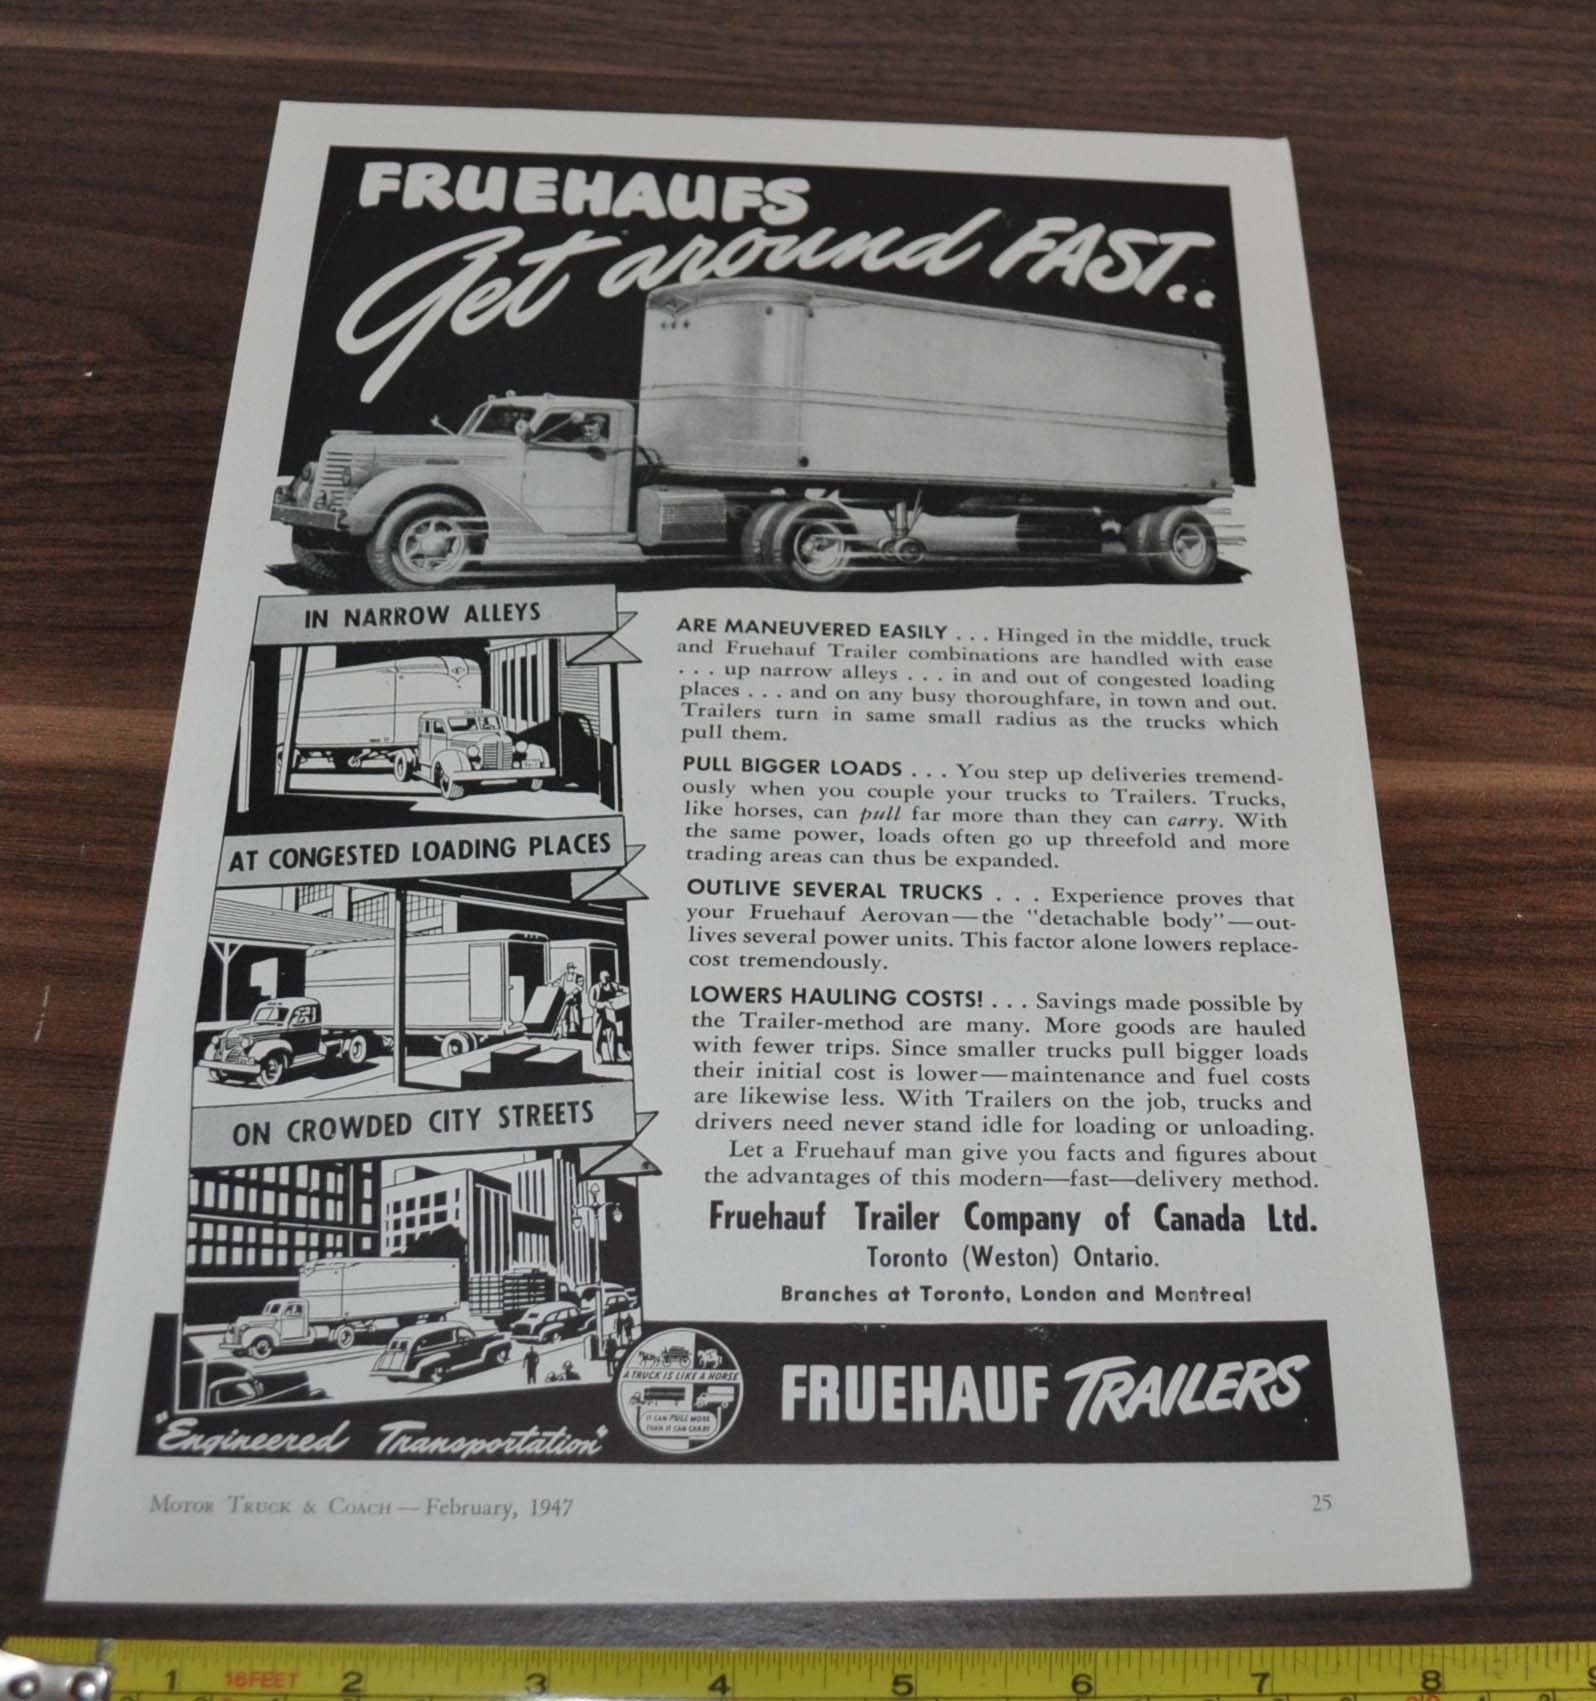 FRUEHAUFS
Get around FAST..
IN NARROW ALLEYS
AT CONGESTED LOADING PLACES
ON CROWDED CITY STREETS
ARE MANEUVERED EASILY . . . Hinged in the middle, truck
and Fruehauf Trailer combinations are handled with ease
. . . up narrow alleys . . . in and out of congested loading
places . . . and on any busy thoroughfare, in town and out.
Trailers turn in same small radius as the trucks which
pull them.
PULL BIGGER LOADS . . . You step up deliveries tremend-
ously when you couple your trucks to Trailers. Trucks,
like horses, can pull far more than they can carry. With
the same power, loads often go up threefold and more
trading areas can thus be expanded.
OUTLIVE SEVERAL TRUCKS . . . Experience proves that
your Fruehauf Aerovan—the "detachable body"—out-
lives several power units. This factor alone lowers replace-
cost tremendously.
LOWERS HAULING COSTS! . . . Savings made possible by
the Trailer-method are many. More goods are hauled
with fewer trips. Since smaller trucks pull bigger loads
their initial cost is lower—maintenance and fuel costs
are likewise less. With Trailers on the job, trucks and
drivers need never stand idle for loading or unloading.
Let a Fruehauf man give you facts and figures about
the advantages of this modern—fast—delivery method.
Fruehauf Trailer Company of Canada Ltd.
Toronto (Weston) Ontario.
Branches at Toronto, London and Montreal
"Engineered Transportation"
A TRUCK IS LIKE A HORSE
IT CAN PULL MORE
THAN IT CAN CARRY
FRUEHAUF TRAILERS
MOTOR TRUCK & COACH — February, 1947
25
1 16FEET 2 3 4 5 6 7 8 9